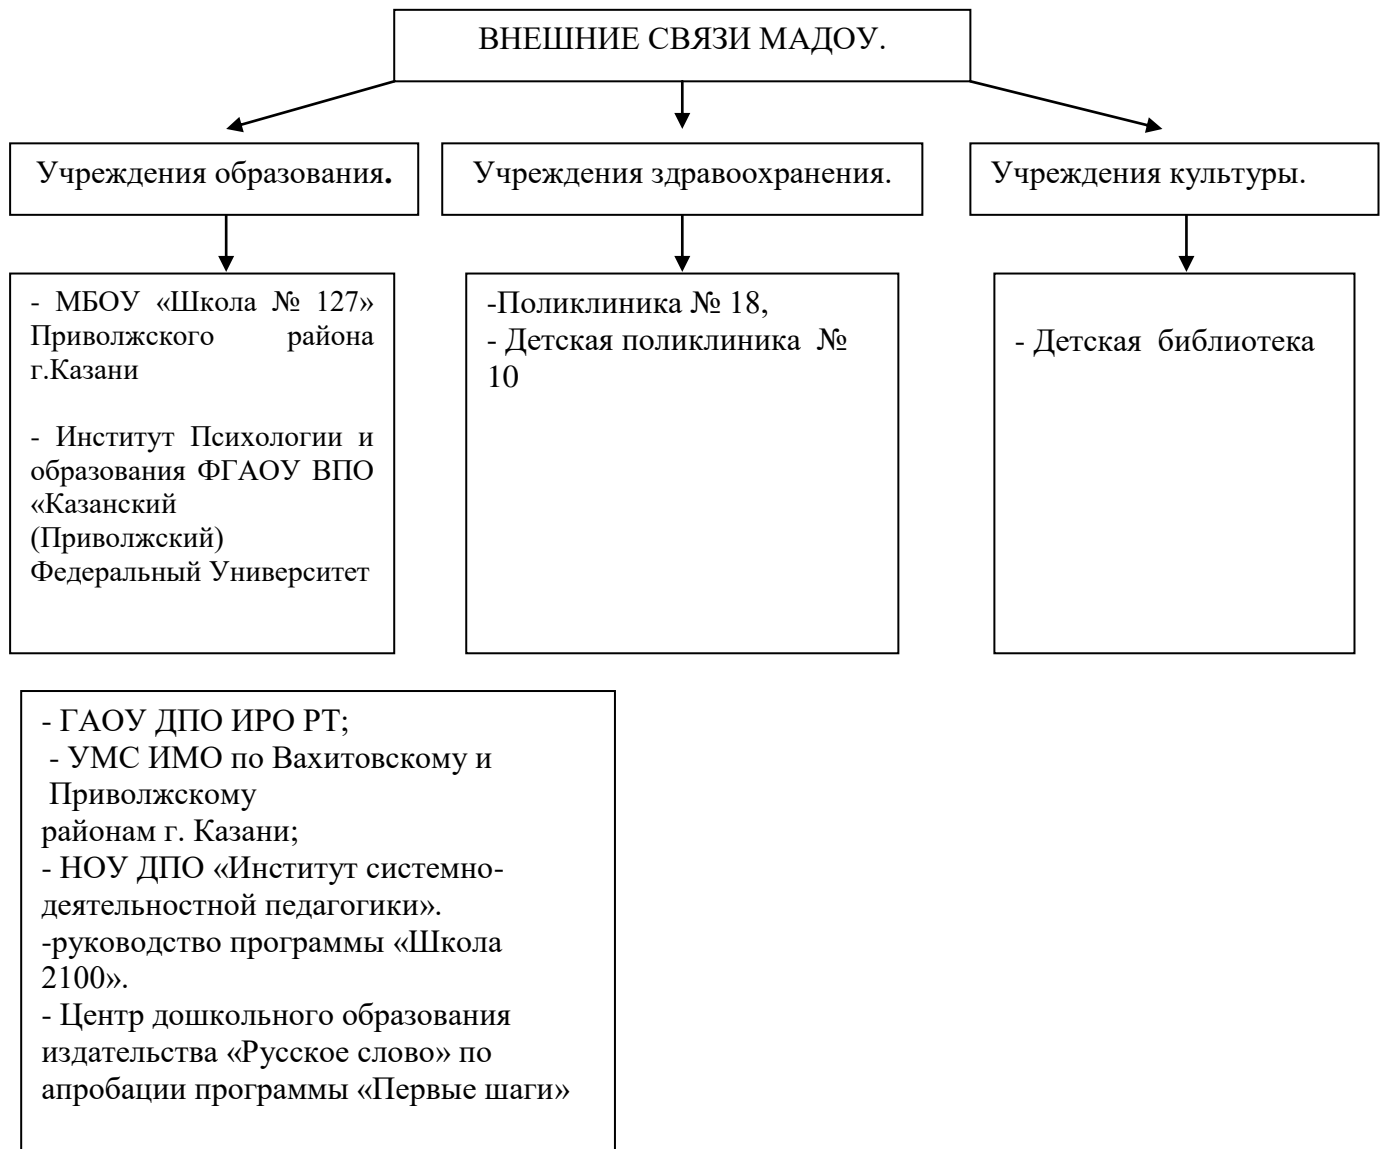 ВНЕШНИЕ СВЯЗИ МАДОУ.
Учреждения образования.
Учреждения здравоохранения.
Учреждения культуры.
- МБОУ «Школа № 127»
Приволжского района
г.Казани
- Институт Психологии и
образования ФГАОУ ВПО
«Казанский
(Приволжский)
Федеральный Университет
-Поликлиника № 18,
- Детская поликлиника №
10
- Детская библиотека
- ГАОУ ДПО ИРО РТ;
- УМС ИМО по Вахитовскому и
Приволжскому
районам г. Казани;
- НОУ ДПО «Институт системно-
деятельностной педагогики».
-руководство программы «Школа
2100».
- Центр дошкольного образования
издательства «Русское слово» по
апробации программы «Первые шаги»